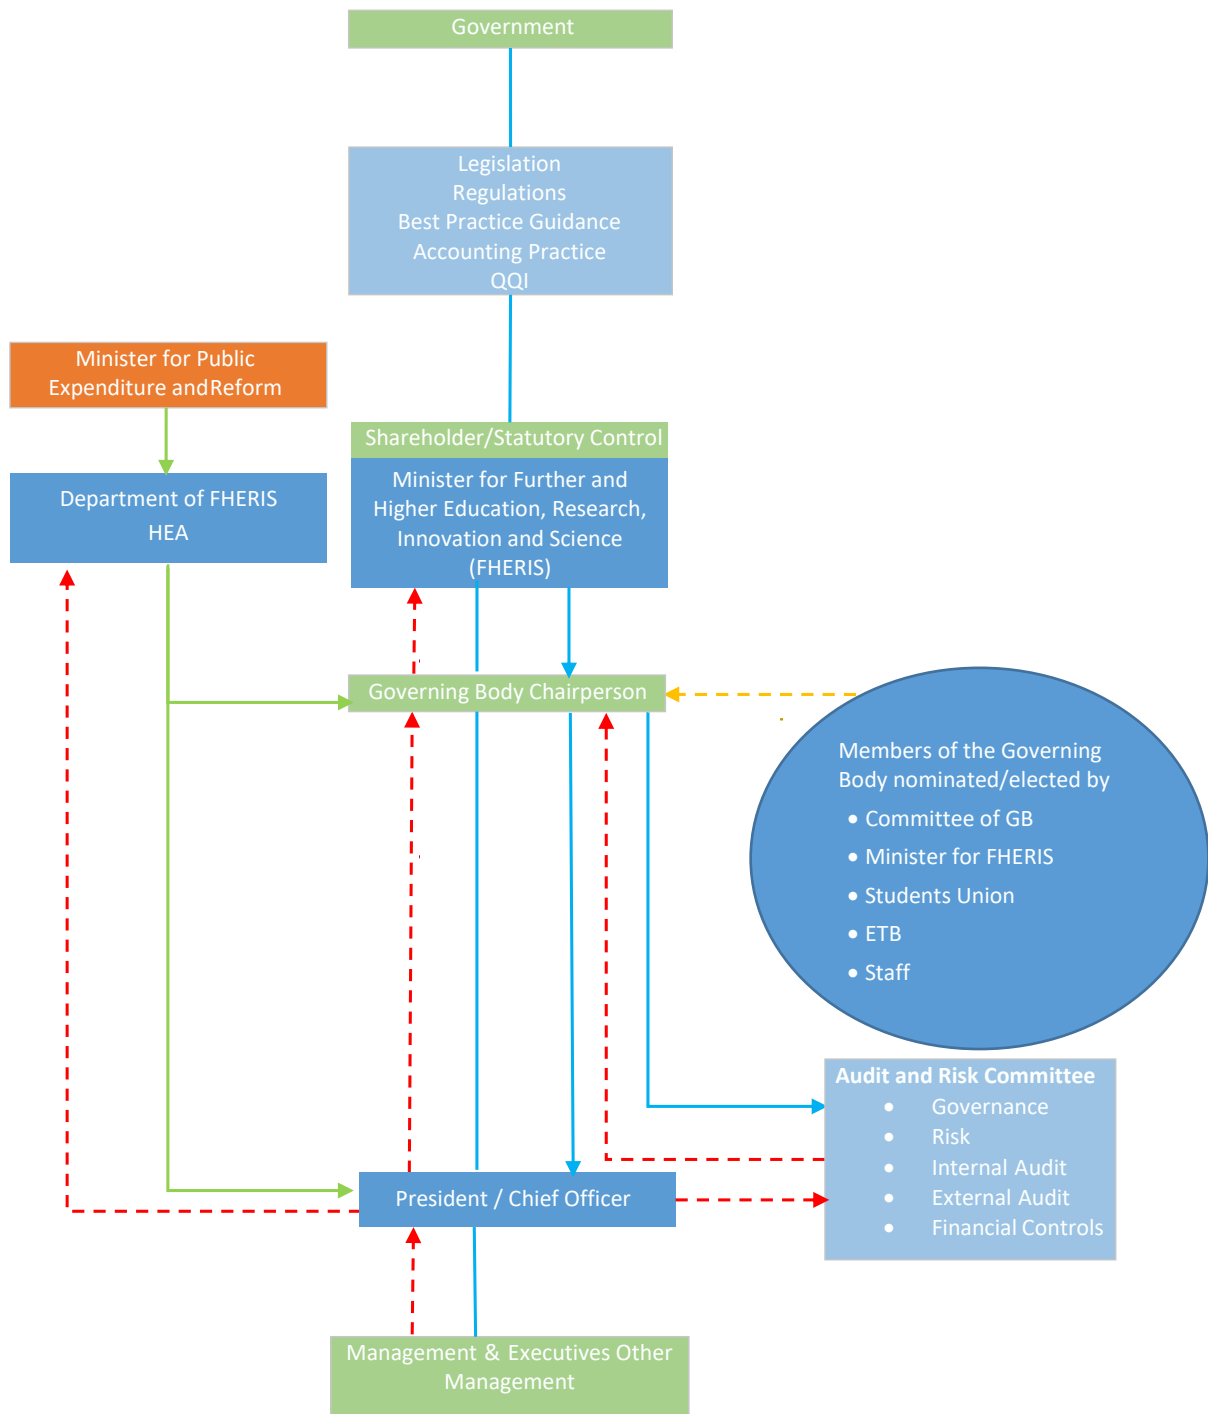 Government
Legislation
Regulations
Best Practice Guidance
Accounting Practice
QQI
Minister for Public
Expenditure andReform
Shareholder/Statutory Control
Department of FHERIS
HEA
Minister for Further and
Higher Education, Research,
Innovation and Science
(FHERIS)
Governing Body Chairperson
Members of the Governing
Body nominated/elected by
• Committee of GB
• Minister for FHERIS
• Students Union
• ETB
• Staff
Audit and Risk Committee
• Governance
• Risk
• Internal Audit
• External Audit
• Financial Controls
President / Chief Officer
Management & Executives Other
Management